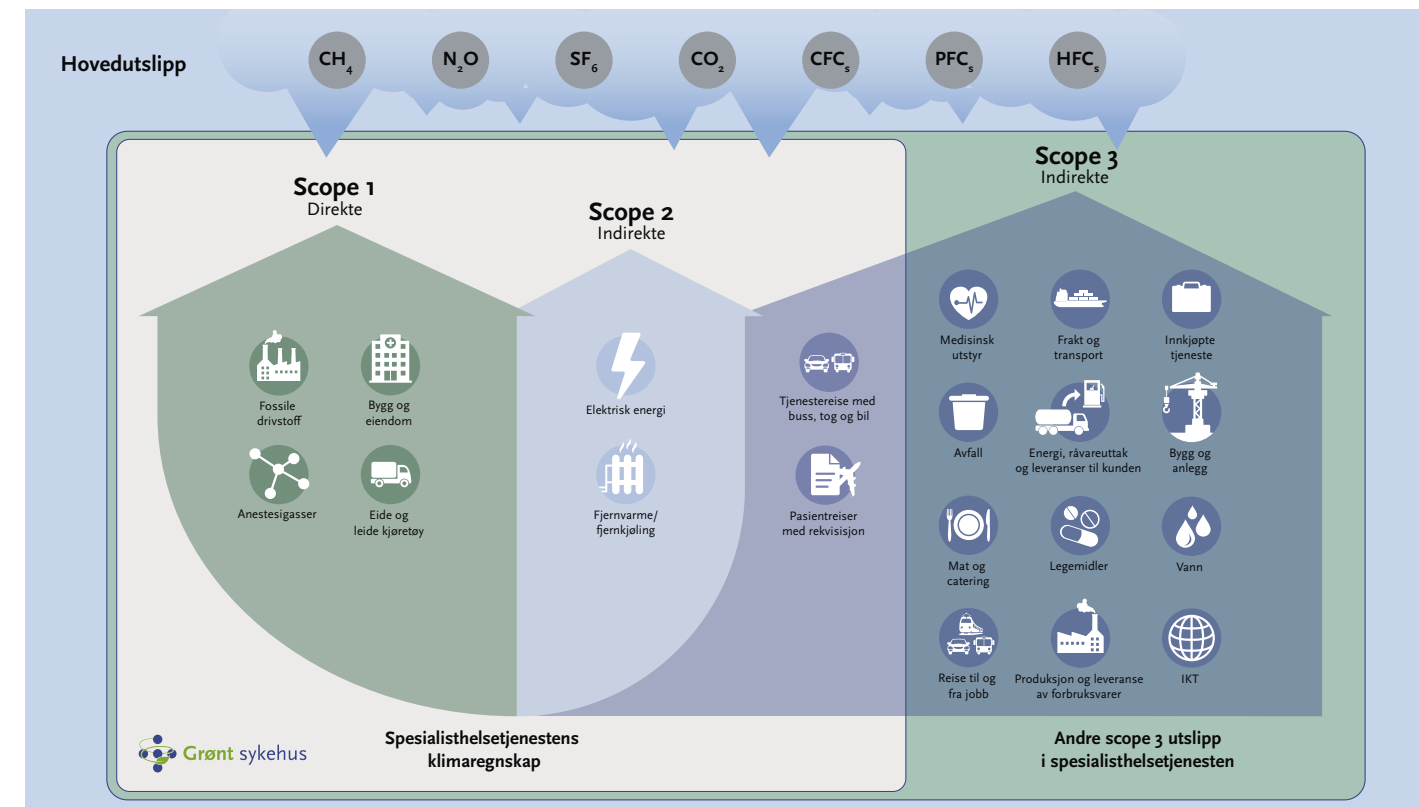 Hovedutslipp
CH4
N2O
SF6
CO2
CFCs
PFCs
HFCs
Scope 1
Direkte
Fossile
drivstoff
Bygg og
eiendom
Anestesigasser
Eide og
leide kjøretøy
Scope 2
Indirekte
Elektrisk energi
Fjernvarme/
fjernkjøling
Scope 3
Indirekte
Tjenestereise med
buss, tog og bil
Pasientreiser
med rekvisisjon
Medisinsk
utstyr
Frakt og
transport
Innkjøpte
tjeneste
Avfall
Energi, råvareuttak
og leveranser til kunden
Bygg og
anlegg
Mat og
catering
Legemidler
Vann
Reise til og
fra jobb
Produksjon og leveranse
av forbruksvarer
IKT
Grønt sykehus
Spesialisthelsetjenestens
klimaregnskap
Andre scope 3 utslipp
i spesialisthelsetjenesten